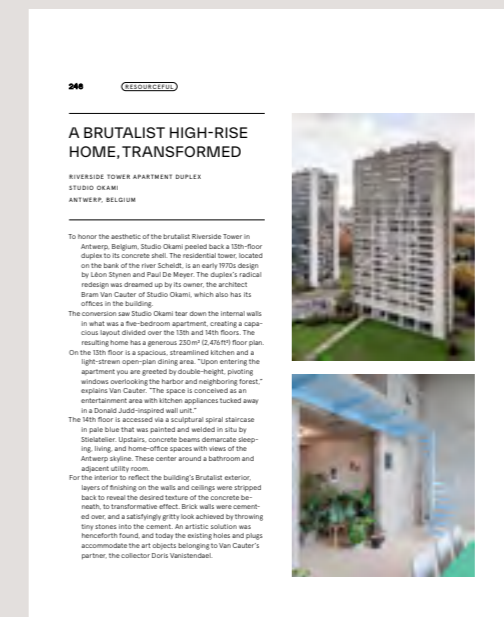 246
RESOURCEFUL
A BRUTALIST HIGH-RISE
HOME, TRANSFORMED
RIVERSIDE TOWER APARTMENT DUPLEX
STUDIO OKAMI
ANTWERP, BELGIUM
To honor the aesthetic of the brutalist Riverside Tower in
Antwerp, Belgium, Studio Okami peeled back a 13th-floor
duplex to its concrete shell. The residential tower, located
on the bank of the river Scheldt, is an early 1970s design
by Léon Stynen and Paul De Meyer. The duplex's radical
redesign was dreamed up by its owner, the architect
Bram Van Cauter of Studio Okami, which also has its
offices in the building.
The conversion saw Studio Okami tear down the internal walls
in what was a five-bedroom apartment, creating a capa-
cious layout divided over the 13th and 14th floors. The
resulting home has a generous 230 m² (2,476 ft²) floor plan.
On the 13th floor is a spacious, streamlined kitchen and a
light-strewn open-plan dining area. "Upon entering the
apartment you are greeted by double-height, pivoting
windows overlooking the harbor and neighboring forest,"
explains Van Cauter. "The space is conceived as an
entertainment area with kitchen appliances tucked away
in a Donald Judd-inspired wall unit."
The 14th floor is accessed via a sculptural spiral staircase
in pale blue that was painted and welded in situ by
Stielatelier. Upstairs, concrete beams demarcate sleep-
ing, living, and home-office spaces with views of the
Antwerp skyline. These center around a bathroom and
adjacent utility room.
For the interior to reflect the building's Brutalist exterior,
layers of finishing on the walls and ceilings were stripped
back to reveal the desired texture of the concrete be-
neath, to transformative effect. Brick walls were cement-
ed over, and a satisfyingly gritty look achieved by throwing
tiny stones into the cement. An artistic solution was
henceforth found, and today the existing holes and plugs
accommodate the art objects belonging to Van Cauter's
partner, the collector Doris Vanistendael.